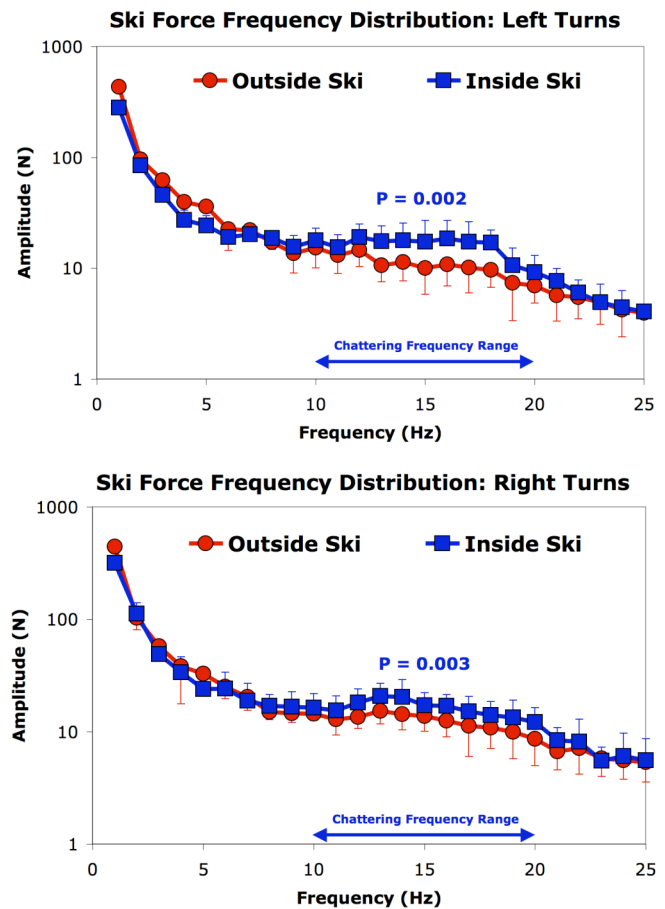 Ski Force Frequency Distribution: Left Turns
1000
100
10
1
Amplitude (N)
Outside Ski
Inside Ski
P = 0.002
Chattering Frequency Range
0 5 10 15 20 25
Frequency (Hz)
Ski Force Frequency Distribution: Right Turns
1000
100
10
1
Amplitude (N)
Outside Ski
Inside Ski
P = 0.003
Chattering Frequency Range
0 5 10 15 20 25
Frequency (Hz)